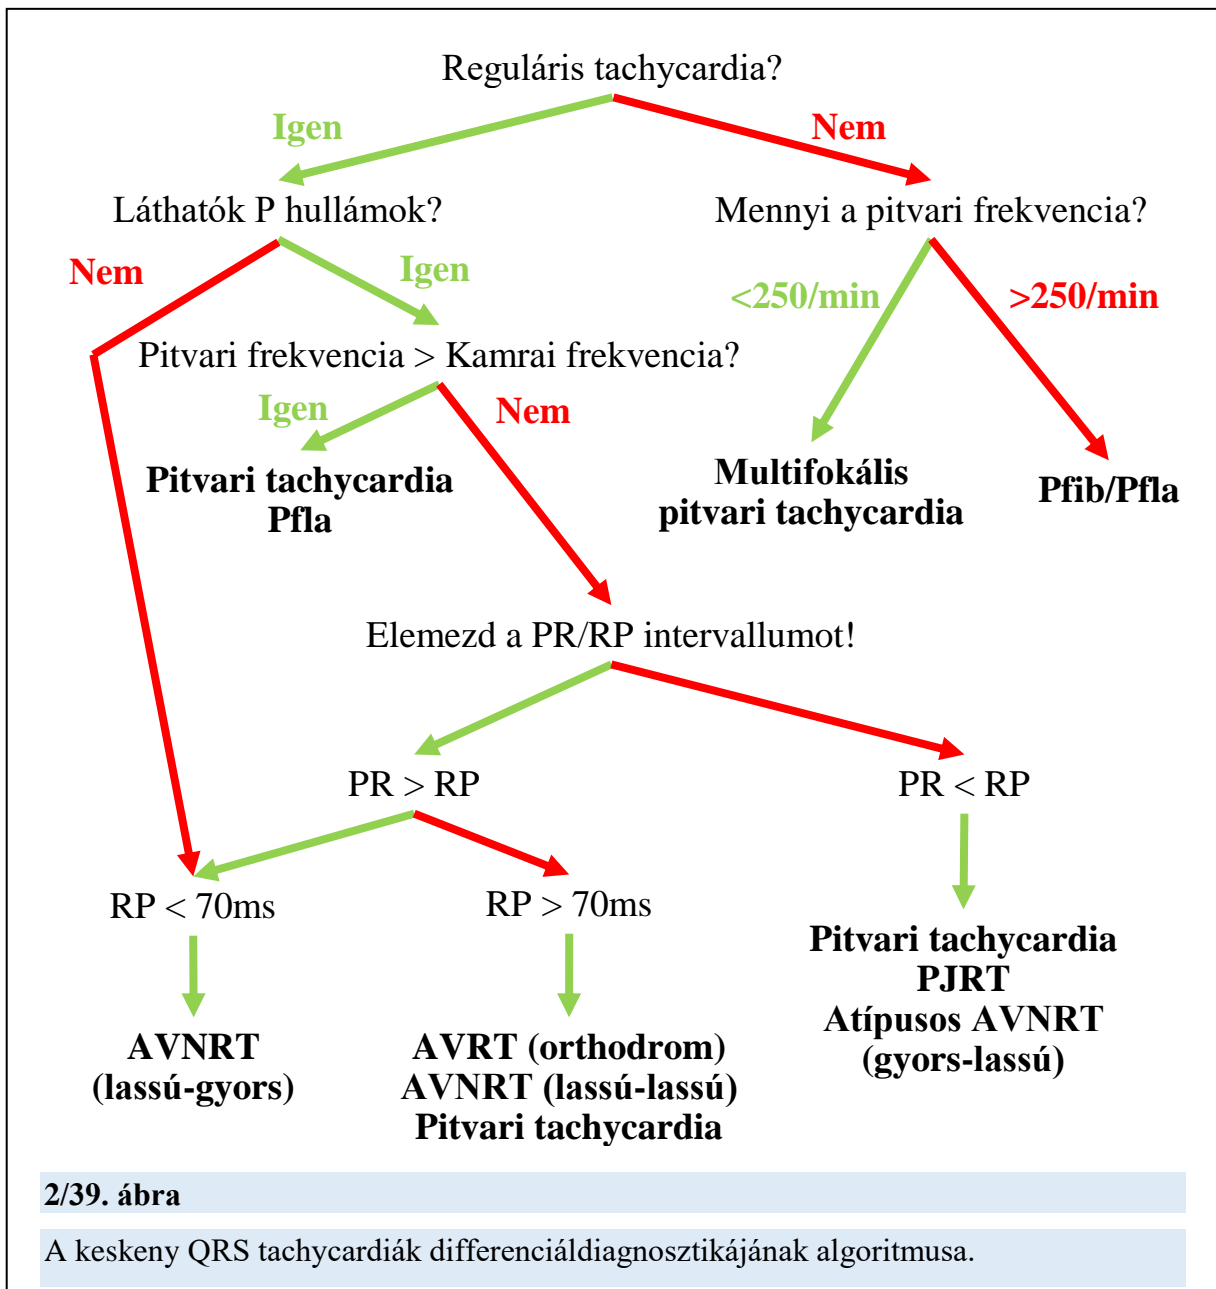 Reguláris tachycardia?
Igen
Nem
Láthatók P hullámok?
Mennyi a pitvari frekvencia?
Nem
Igen
<250/min
>250/min
Pitvari frekvencia > Kamrai frekvencia?
Igen
Nem
Pitvari tachycardia
Pfla
Multifokális
pitvari tachycardia
Pfib/Pfla
Elemezd a PR/RP intervallumot!
PR > RP
PR < RP
RP < 70ms
RP > 70ms
Pitvari tachycardia
PJRT
Atípusos AVNRT
(gyors-lassú)
AVNRT
(lassú-gyors)
AVRT (orthodrom)
AVNRT (lassú-lassú)
Pitvari tachycardia
2/39. ábra
A keskeny QRS tachycardiák differenciáldiagnosztikájának algoritmusa.